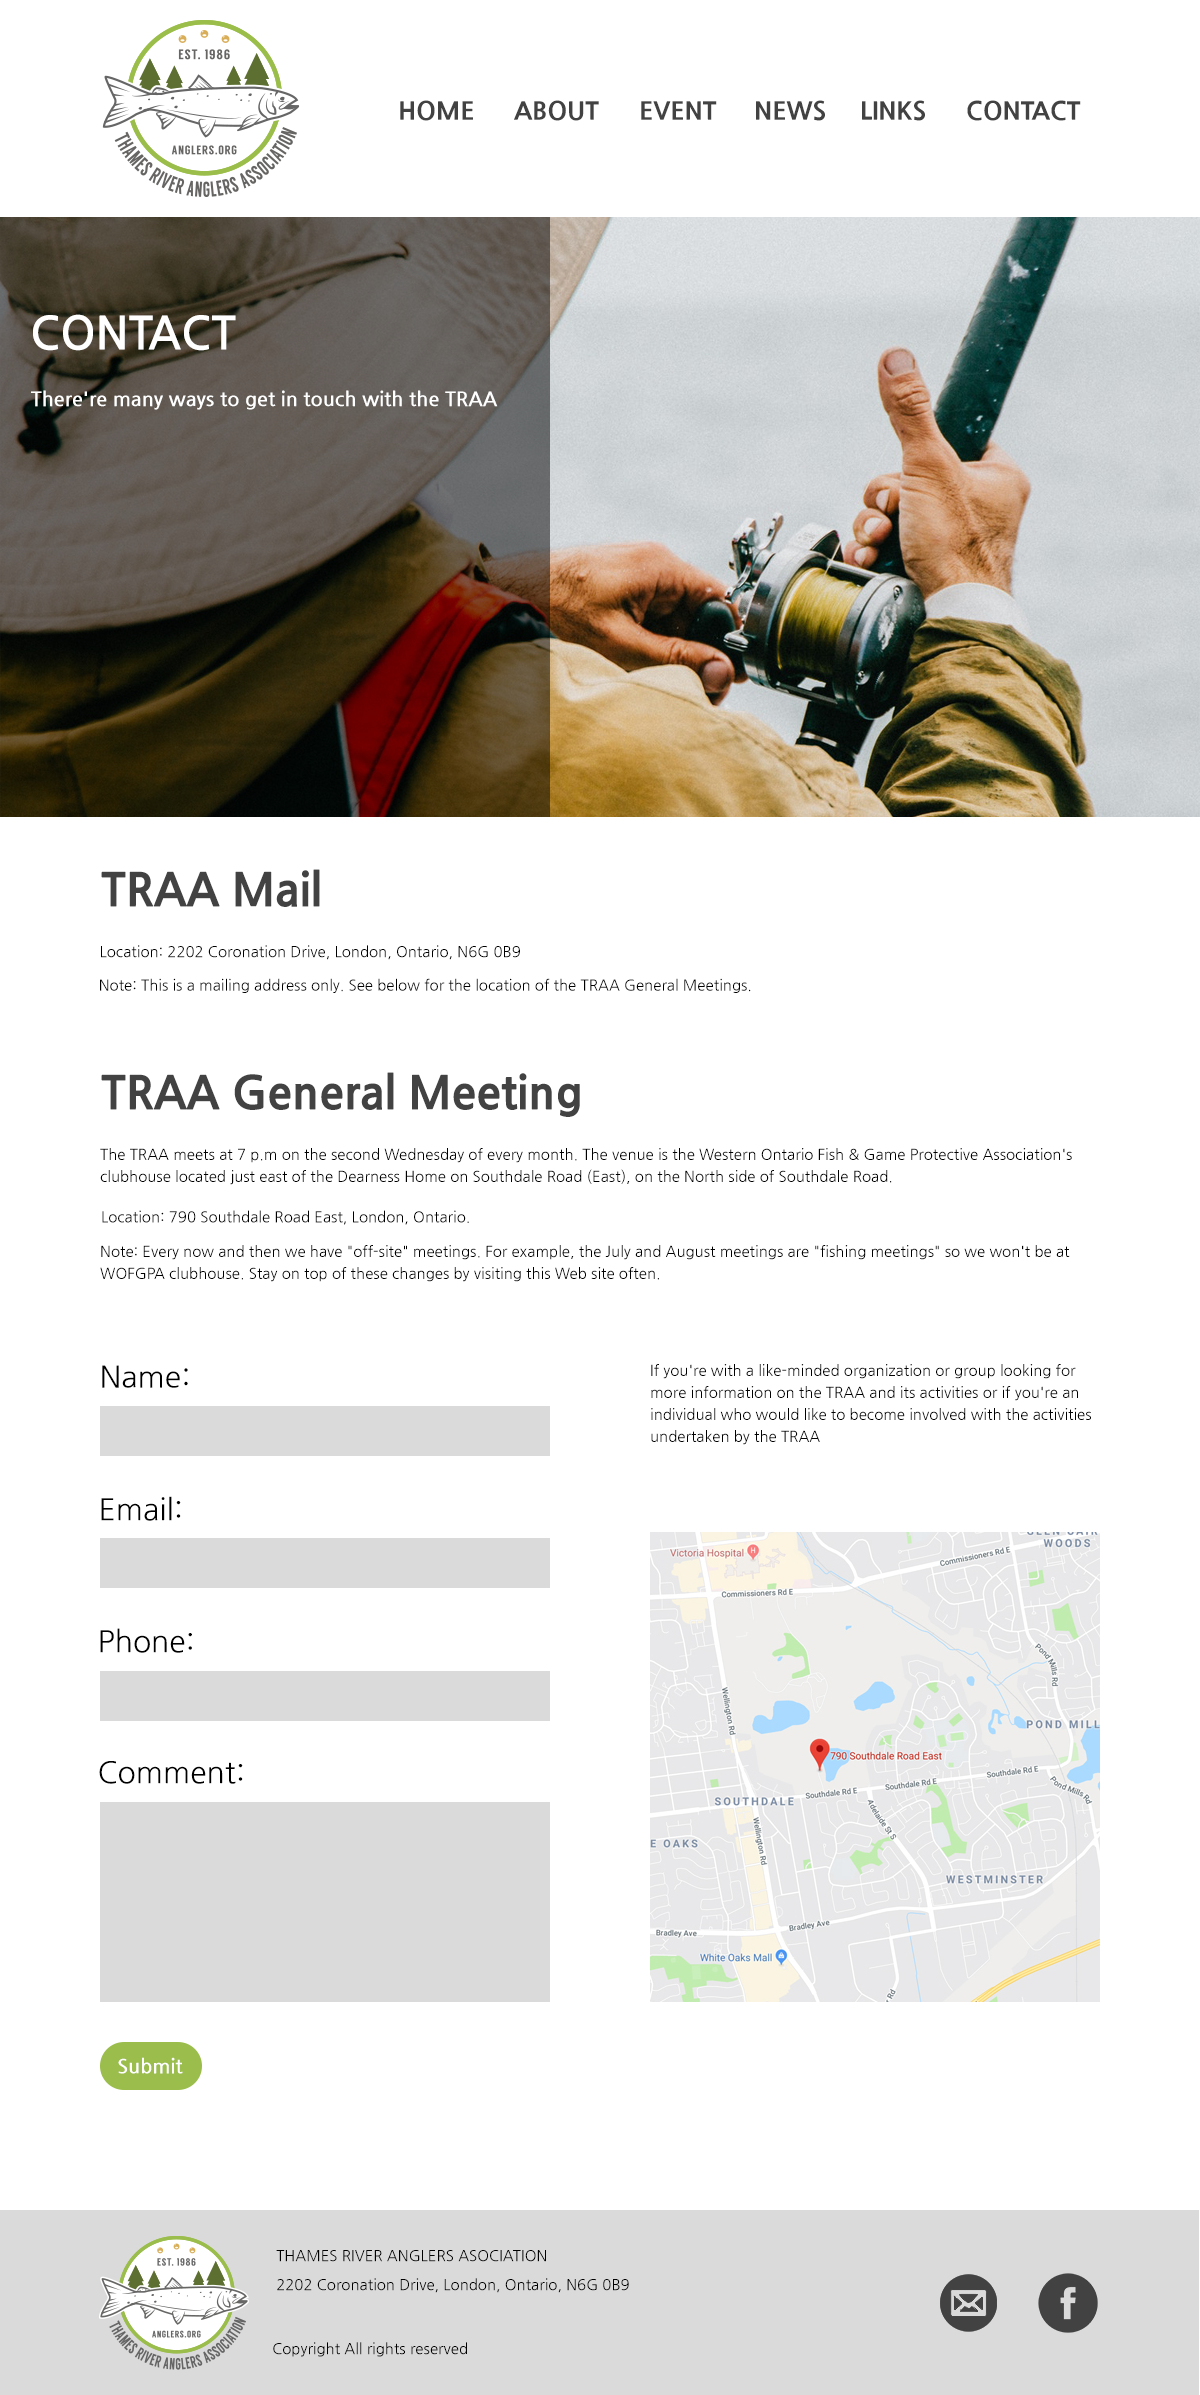 EST. 1986
ANGLERS.ORG
THAMES RIVER ANGLERS ASSOCIATION
HOME ABOUT EVENT NEWS LINKS CONTACT
CONTACT
There're many ways to get in touch with the TRAA
TRAA Mail
Location: 2202 Coronation Drive, London, Ontario, N6G 0B9
Note: This is a mailing address only. See below for the location of the TRAA General Meetings.
TRAA General Meeting
The TRAA meets at 7 p.m on the second Wednesday of every month. The venue is the Western Ontario Fish & Game Protective Association's
clubhouse located just east of the Dearness Home on Southdale Road (East), on the North side of Southdale Road.
Location: 790 Southdale Road East, London, Ontario.
Note: Every now and then we have "off-site" meetings. For example, the July and August meetings are "fishing meetings" so we won't be at
WOFGPA clubhouse. Stay on top of these changes by visiting this Web site often.
Name:
Email:
Phone:
Comment:
Submit
If you're with a like-minded organization or group looking for
more information on the TRAA and its activities or if you're an
individual who would like to become involved with the activities
undertaken by the TRAA
WOODS
Victoria Hospital
H
Commissioners Rd E
Commissioners Rd E
Pond Mills Rd
Wellington Rd
POND MILL
790 Southdale Road East
Southdale Rd E
Southdale Rd E
Southdale Rd E
Pond Mills Rd
SOUTHDALE
Adelaide St S
Wellington Rd
E OAKS
WESTMINSTER
Bradley Ave
Bradley Ave
White Oaks Mall
Rd
EST. 1986
ANGLERS.ORG
THAMES RIVER ANGLERS ASSOCIATION
THAMES RIVER ANGLERS ASOCIATION
2202 Coronation Drive, London, Ontario, N6G 0B9
Copyright All rights reserved
f